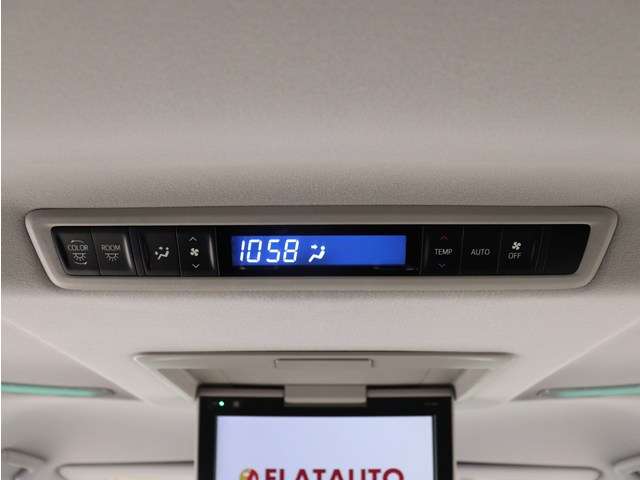 COLOR
ROOM
1058
TEMP
AUTO
OFF
FLATAUTO